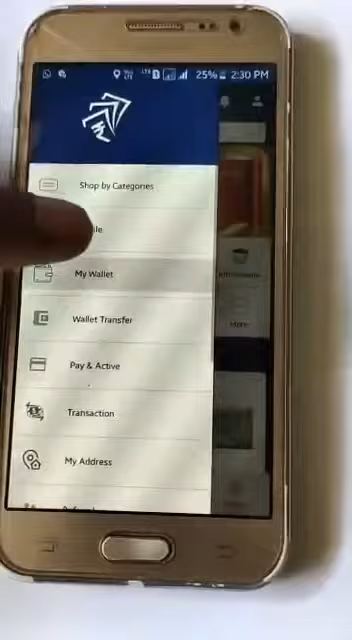 25% 2:30 PM
Shop by Categories
My Wallet
Wallet Transfer
Pay & Active
Transaction
My Address